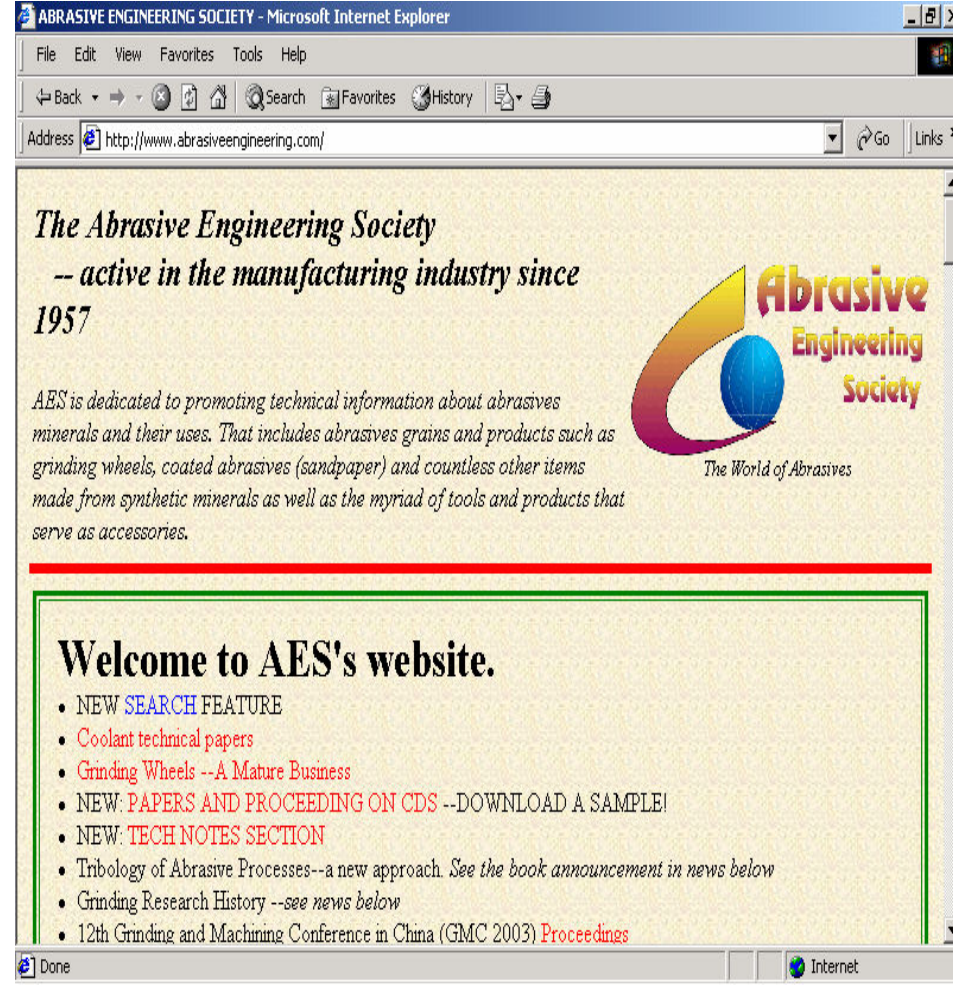 ABRASIVE ENGINEERING SOCIETY - Microsoft Internet Explorer
File Edit View Favorites Tools Help
Back Search Favorites History
Address http://www.abrasiveengineering.com/ Go Links
The Abrasive Engineering Society
-- active in the manufacturing industry since
1957
Abrasive
Engineering
Society
The World of Abrasives
AES is dedicated to promoting technical information about abrasives
minerals and their uses. That includes abrasives grains and products such as
grinding wheels, coated abrasives (sandpaper) and countless other items
made from synthetic minerals as well as the myriad of tools and products that
serve as accessories.
Welcome to AES's website.
• NEW SEARCH FEATURE
• Coolant technical papers
• Grinding Wheels --A Mature Business
• NEW: PAPERS AND PROCEEDING ON CDS --DOWNLOAD A SAMPLE!
• NEW: TECH NOTES SECTION
• Tribology of Abrasive Processes--a new approach. See the book announcement in news below
• Grinding Research History --see news below
• 12th Grinding and Machining Conference in China (GMC 2003) Proceedings
Done Internet